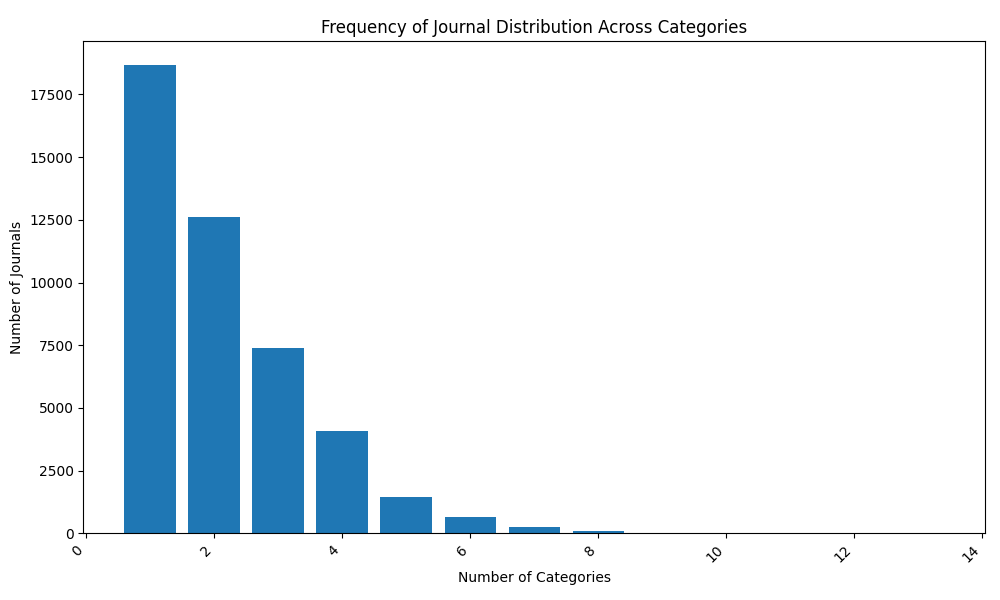 Frequency of Journal Distribution Across Categories
Number of Journals
17500
15000
12500
10000
7500
5000
2500
0
0 2 4 6 8 10 12 14
Number of Categories